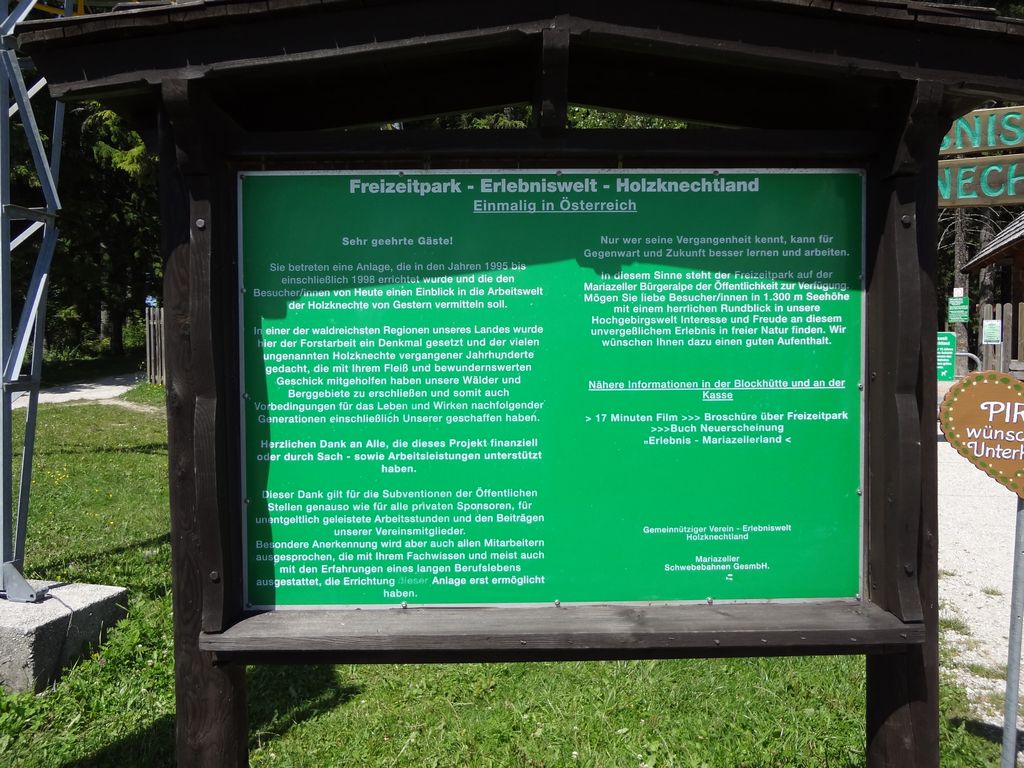 Freizeitpark - Erlebniswelt - Holzknechtland
Einmalig in Österreich
Sehr geehrte Gäste!
Sie betreten eine Anlage, die in den Jahren 1995 bis
einschließlich 1998 errichtet wurde und die den
Besucher/innen von Heute einen Einblick in die Arbeitswelt
der Holzknechte von Gestern vermitteln soll.
In einer der waldreichsten Regionen unseres Landes wurde
hier der Forstarbeit ein Denkmal gesetzt und der vielen
ungenannten Holzknechte vergangener Jahrhunderte
gedacht, die mit Ihrem Fleiß und bewundernswerten
Geschick mitgeholfen haben unsere Wälder und
Berggebiete zu erschließen und somit auch
Vorbedingungen für das Leben und Wirken nachfolgender
Generationen einschließlich Unserer geschaffen haben.
Herzlichen Dank an Alle, die dieses Projekt finanziell
oder durch Sach - sowie Arbeitsleistungen unterstützt
haben.
Dieser Dank gilt für die Subventionen der Öffentlichen
Stellen genauso wie für alle privaten Sponsoren, für
unentgeltlich geleistete Arbeitsstunden und den Beiträgen
unserer Vereinsmitglieder.
Besondere Anerkennung wird aber auch allen Mitarbeitern
ausgesprochen, die mit Ihrem Fachwissen und meist auch
mit den Erfahrungen eines langen Berufslebens
ausgestattet, die Errichtung dieser Anlage erst ermöglicht
haben.
Nur wer seine Vergangenheit kennt, kann für
Gegenwart und Zukunft besser lernen und arbeiten.
In diesem Sinne steht der Freizeitpark auf der
Mariazeller Bürgeralpe der Öffentlichkeit zur Verfügung.
Mögen Sie liebe Besucher/innen in 1.300 m Seehöhe
mit einem herrlichen Rundblick in unsere
Hochgebirgswelt Interesse und Freude an diesem
unvergeßlichem Erlebnis in freier Natur finden. Wir
wünschen Ihnen dazu einen guten Aufenthalt.
Nähere Informationen in der Blockhütte und an der
Kasse
> 17 Minuten Film >>> Broschüre über Freizeitpark
>>>Buch Neuerscheinung
"Erlebnis - Mariazellerland <
Gemeinnütziger Verein - Erlebniswelt
Holzknechtland
Mariazeller
Schwebebahnen GesmbH.
BNIS
NECH
PIR
wünsc
Unterh